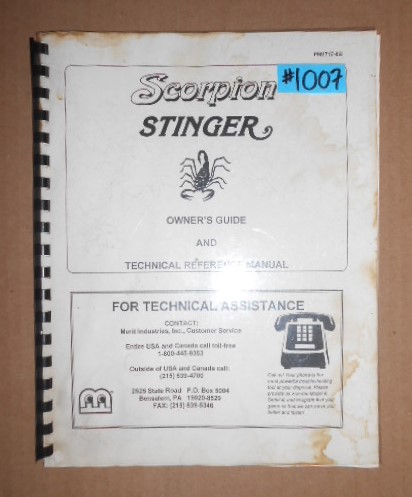 #1007
Scorpion
STINGER
OWNER'S GUIDE
AND
TECHNICAL REFERENCE MANUAL
FOR TECHNICAL ASSISTANCE
CONTACT:
Merit Industries, Inc., Customer Service
Entire USA and Canada call toll-free
1-800-445-9353
Outside of USA and Canada call:
(215) 639-4700
2525 State Road P.O. Box 5004
Bensalem, PA 19020-8529
FAX: (215) 639-5346